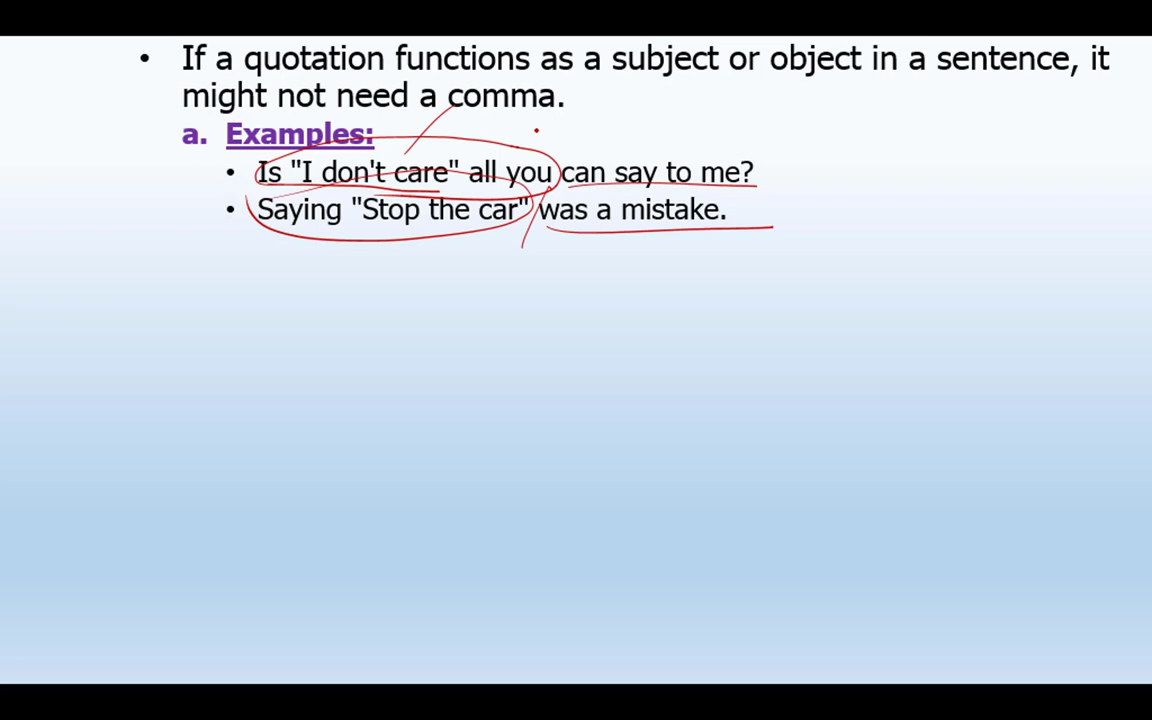 • If a quotation functions as a subject or object in a sentence, it
might not need a comma.
a. Examples:
• Is "I don't care" all you can say to me?
• Saying "Stop the car" was a mistake.